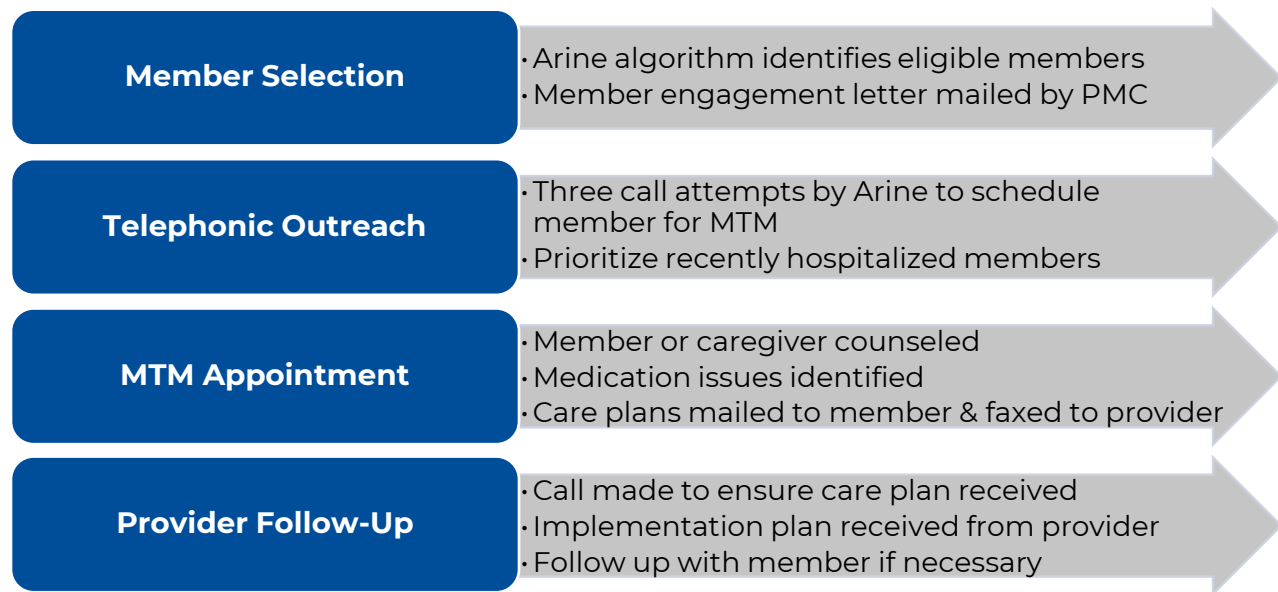 Member Selection
· Arine algorithm identifies eligible members
· Member engagement letter mailed by PMC
Telephonic Outreach
· Three call attempts by Arine to schedule
member for MTM
· Prioritize recently hospitalized members
MTM Appointment
· Member or caregiver counseled
· Medication issues identified
· Care plans mailed to member & faxed to provider
Provider Follow-Up
· Call made to ensure care plan received
· Implementation plan received from provider
· Follow up with member if necessary